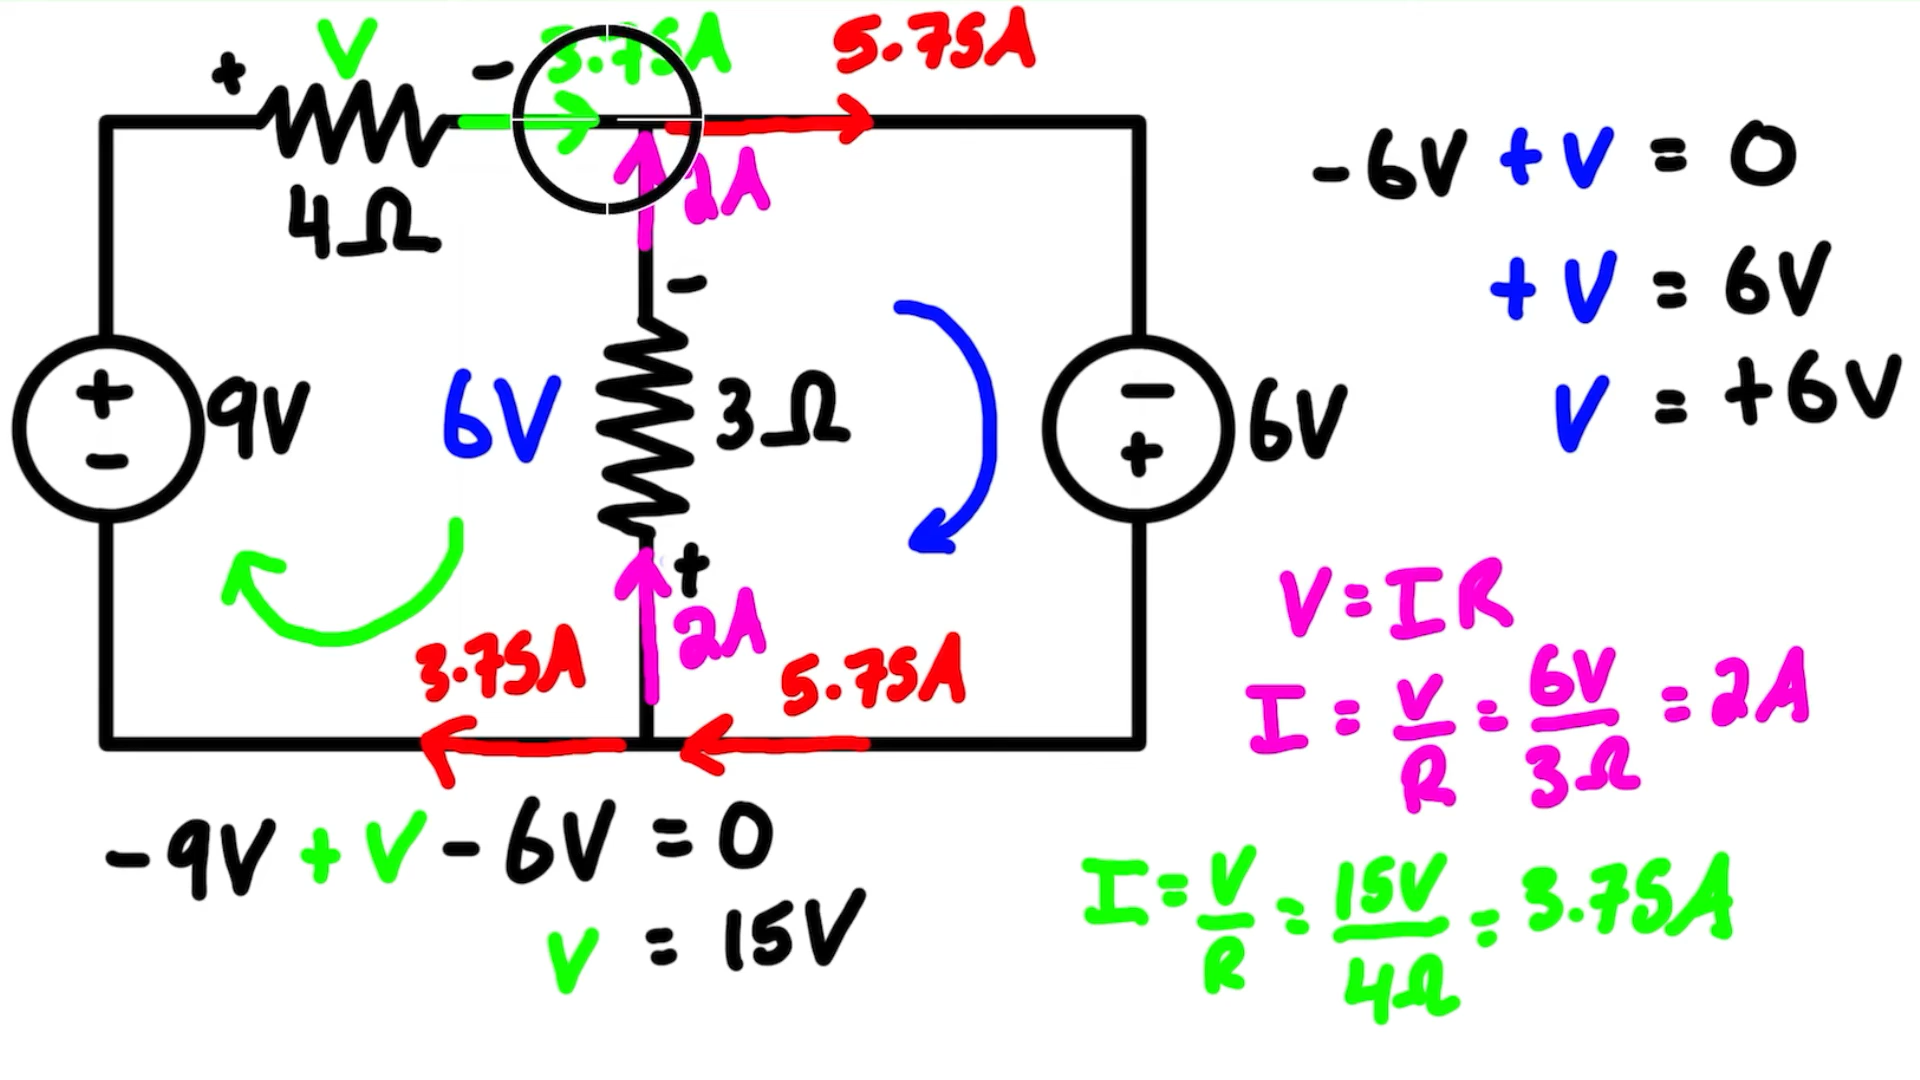 V 3.75A 5.75A
+ -
2A
4Ω
-6V + V = 0
+ V = 6V
V = +6V
-
+ -
9V
6V
3Ω
- +
6V
+
2A
3.75A
5.75A
V = IR
I = V/R = 6V/3Ω = 2A
-9V + V - 6V = 0
V = 15V
I = V/R = 15V/4Ω = 3.75A